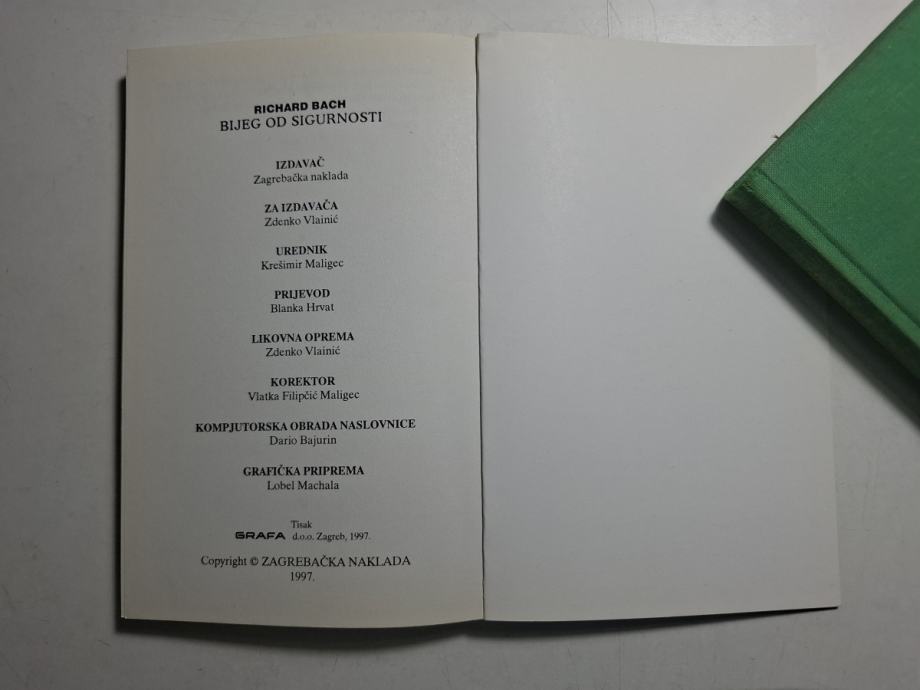 RICHARD BACH
BIJEG OD SIGURNOSTI
IZDAVAČ
Zagrebačka naklada
ZA IZDAVAČA
Zdenko Vlainić
UREDNIK
Krešimir Maligec
PRIJEVOD
Blanka Hrvat
LIKOVNA OPREMA
Zdenko Vlainić
KOREKTOR
Vlatka Filipčić Maligec
KOMPJUTORSKA OBRADA NASLOVNICE
Dario Bajurin
GRAFIČKA PRIPREMA
Lobel Machala
Tisak
GRAFA d.o.o. Zagreb, 1997.
Copyright © ZAGREBAČKA NAKLADA
1997.